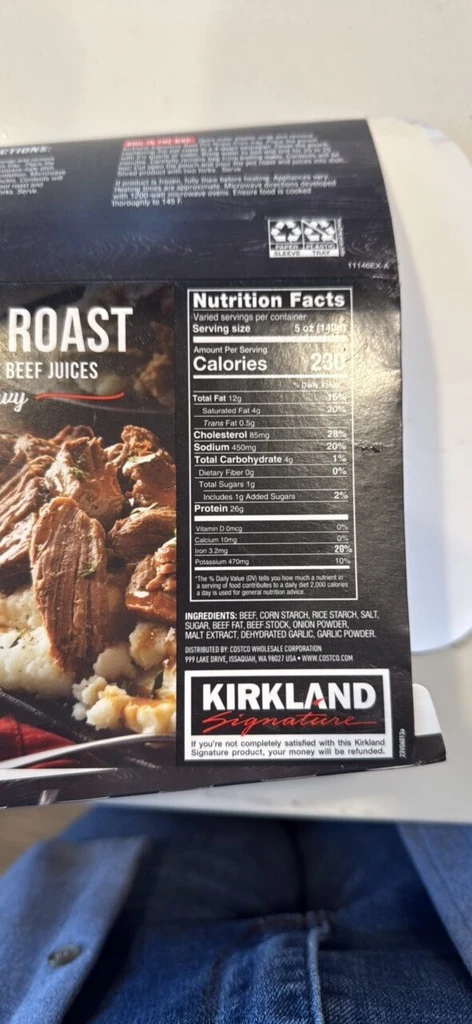 CTIONS:
If product is frozen, fully thaw before heating. Appliances vary.
Heating times are approximate. Microwave directions developed
with 1200-watt microwave ovens. Ensure food is cooked
thoroughly to 145 F.
PAPER PLASTIC
SLEEVE TRAY
11146EX-A
ROAST
BEEF JUICES
Nutrition Facts
Varied servings per container
Serving size 5 oz (140g)
Amount Per Serving
Calories 230
% Daily Value*
Total Fat 12g 15%
Saturated Fat 4g 20%
Trans Fat 0.5g
Cholesterol 85mg 28%
Sodium 450mg 20%
Total Carbohydrate 4g 1%
Dietary Fiber 0g 0%
Total Sugars 1g
Includes 1g Added Sugars 2%
Protein 26g
Vitamin D 0mcg 0%
Calcium 10mg 0%
Iron 3.2mg 20%
Potassium 470mg 10%
*The % Daily Value (DV) tells you how much a nutrient in
a serving of food contributes to a daily diet 2,000 calories
a day is used for general nutrition advice.
INGREDIENTS: BEEF, CORN STARCH, RICE STARCH, SALT,
SUGAR, BEEF FAT, BEEF STOCK, ONION POWDER,
MALT EXTRACT, DEHYDRATED GARLIC, GARLIC POWDER.
DISTRIBUTED BY: COSTCO WHOLESALE CORPORATION
999 LAKE DRIVE, ISSAQUAH, WA 98027 USA • WWW.COSTCO.COM
KIRKLAND
Signature
If you're not completely satisfied with this Kirkland
Signature product, your money will be refunded.